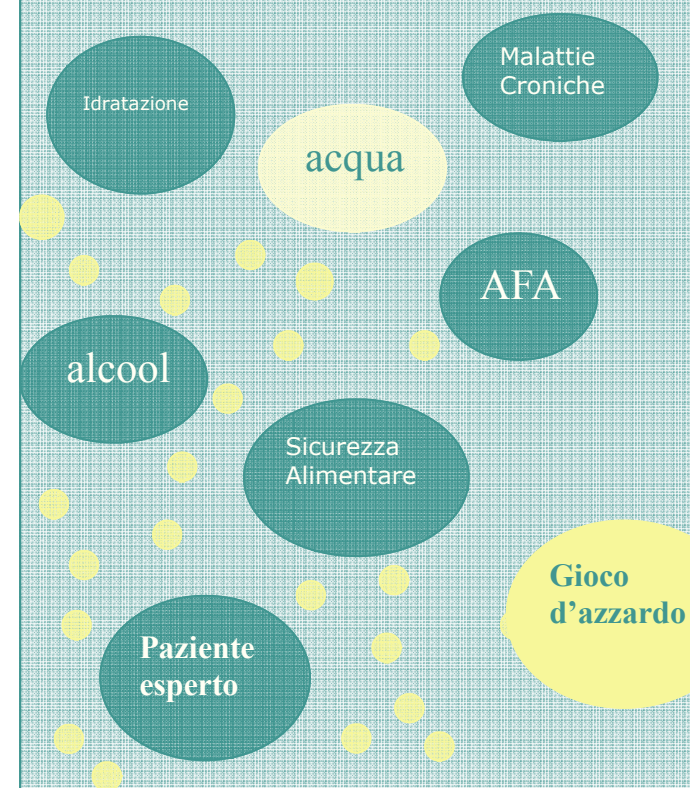 Malattie
Croniche
Idratazione
acqua
AFA
alcool
Sicurezza
Alimentare
Gioco
d’azzardo
Paziente
esperto